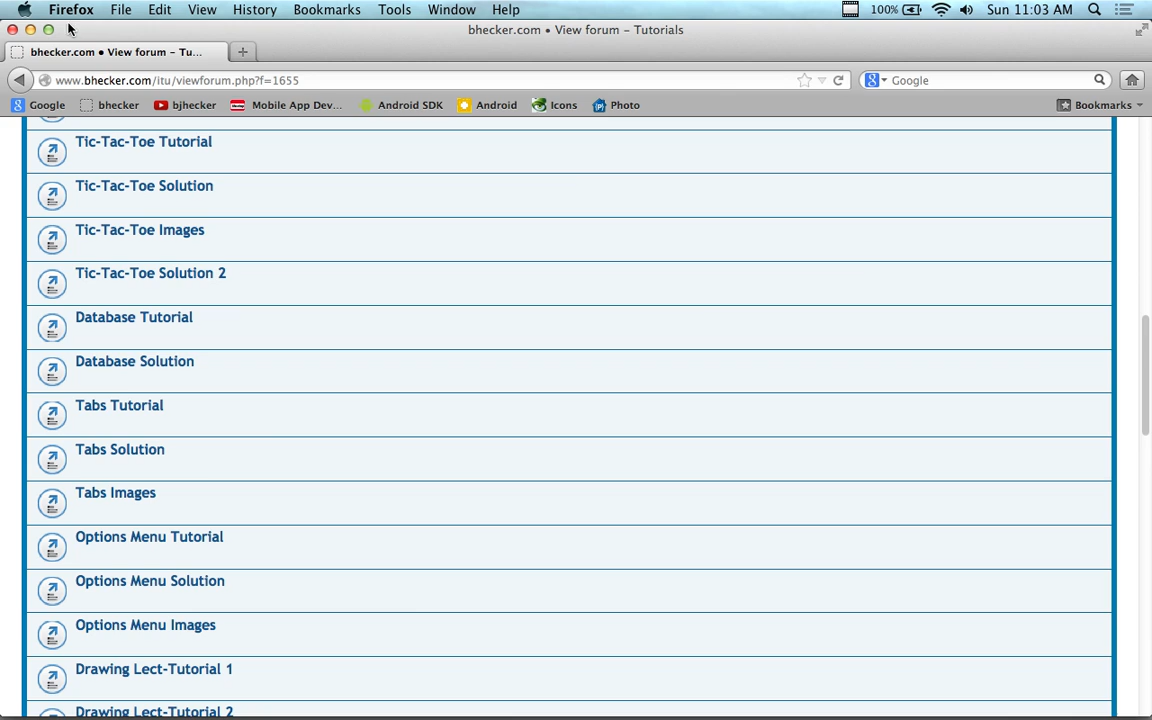 Firefox File Edit View History Bookmarks Tools Window Help 100% Sun 11:03 AM
bhecker.com • View forum – Tutorials
bhecker.com • View forum – Tu...
www.bhecker.com/itu/viewforum.php?f=1655 Google
Google bhecker bjhecker Mobile App Dev... Android SDK Android Icons Photo Bookmarks
Tic-Tac-Toe Tutorial
Tic-Tac-Toe Solution
Tic-Tac-Toe Images
Tic-Tac-Toe Solution 2
Database Tutorial
Database Solution
Tabs Tutorial
Tabs Solution
Tabs Images
Options Menu Tutorial
Options Menu Solution
Options Menu Images
Drawing Lect-Tutorial 1
Drawing Lect-Tutorial 2